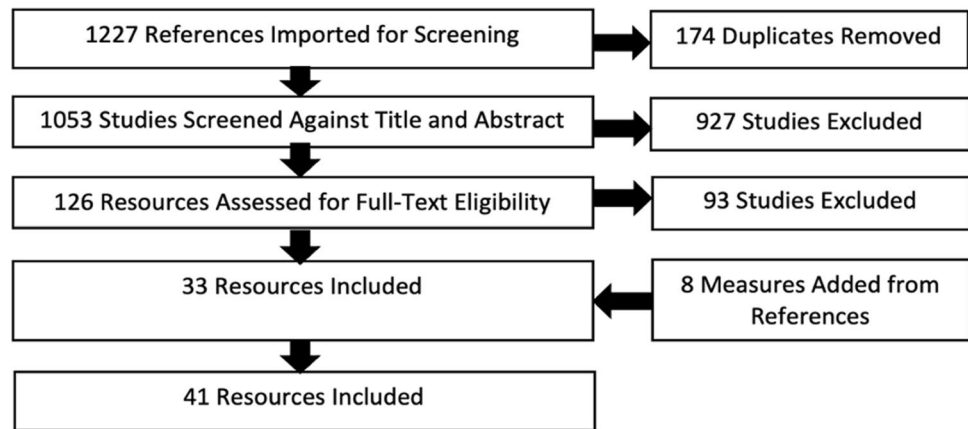 1227 References Imported for Screening
174 Duplicates Removed
1053 Studies Screened Against Title and Abstract
927 Studies Excluded
126 Resources Assessed for Full-Text Eligibility
93 Studies Excluded
33 Resources Included
8 Measures Added from
References
41 Resources Included